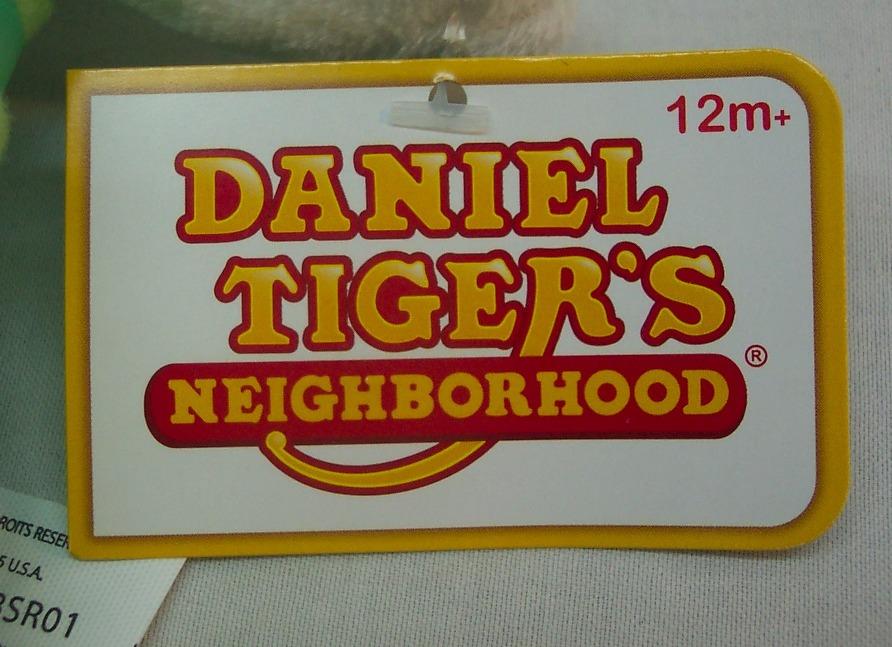 12m+
DANIEL
TIGER'S
NEIGHBORHOOD®
U.S.A.